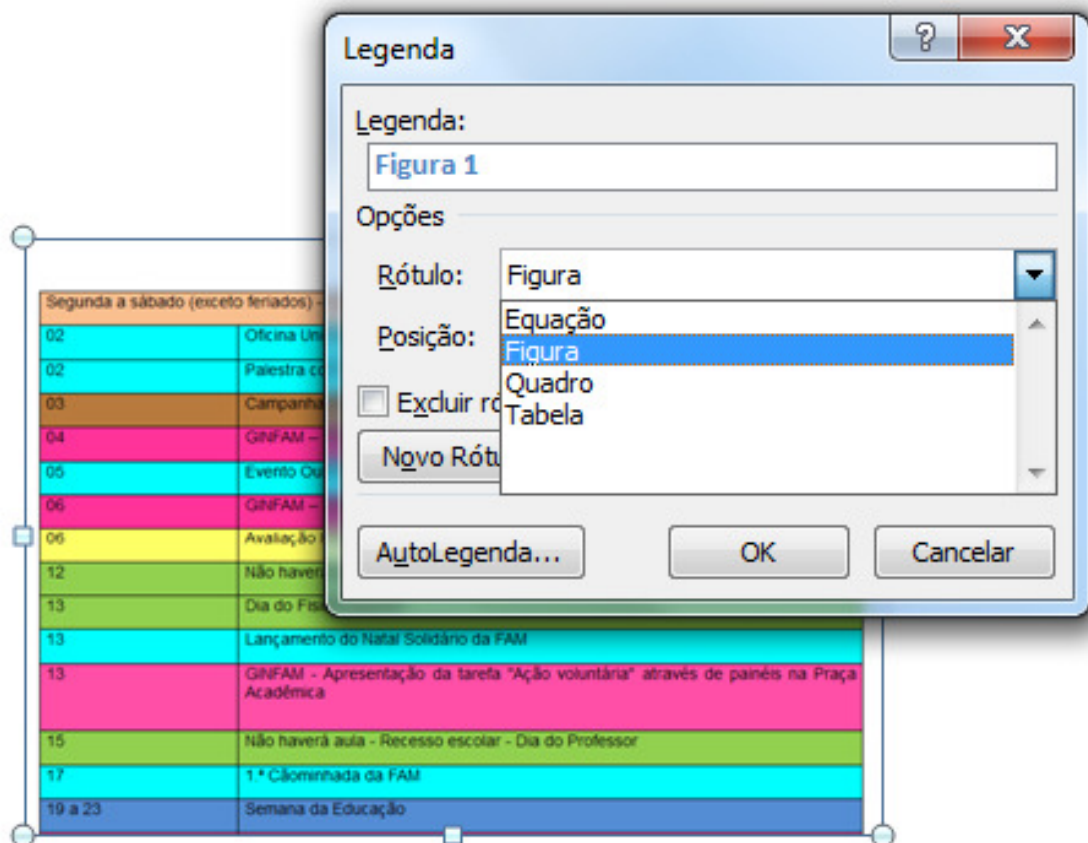 Legenda
Legenda:
Figura 1
Opções
Rótulo: Figura
Equação
Posição:
Figura
Quadro
Excluir
Tabela
Novo
AutoLegenda... OK Cancelar
Segunda a sábado (exceto feriados) -
02 Oficina
02 Palestra
03 Campanha
04 GINFAM –
05 Evento
06 GINFAM –
06 Avaliação
12 Não haverá
13 Dia do
13 Lançamento do Natal Solidário da FAM
13 GINFAM - Apresentação da tarefa "Ação voluntária" através de painéis na Praça
Acadêmica
15 Não haverá aula - Recesso escolar - Dia do Professor
17 1.ª Cãominhada da FAM
19 a 23 Semana da Educação